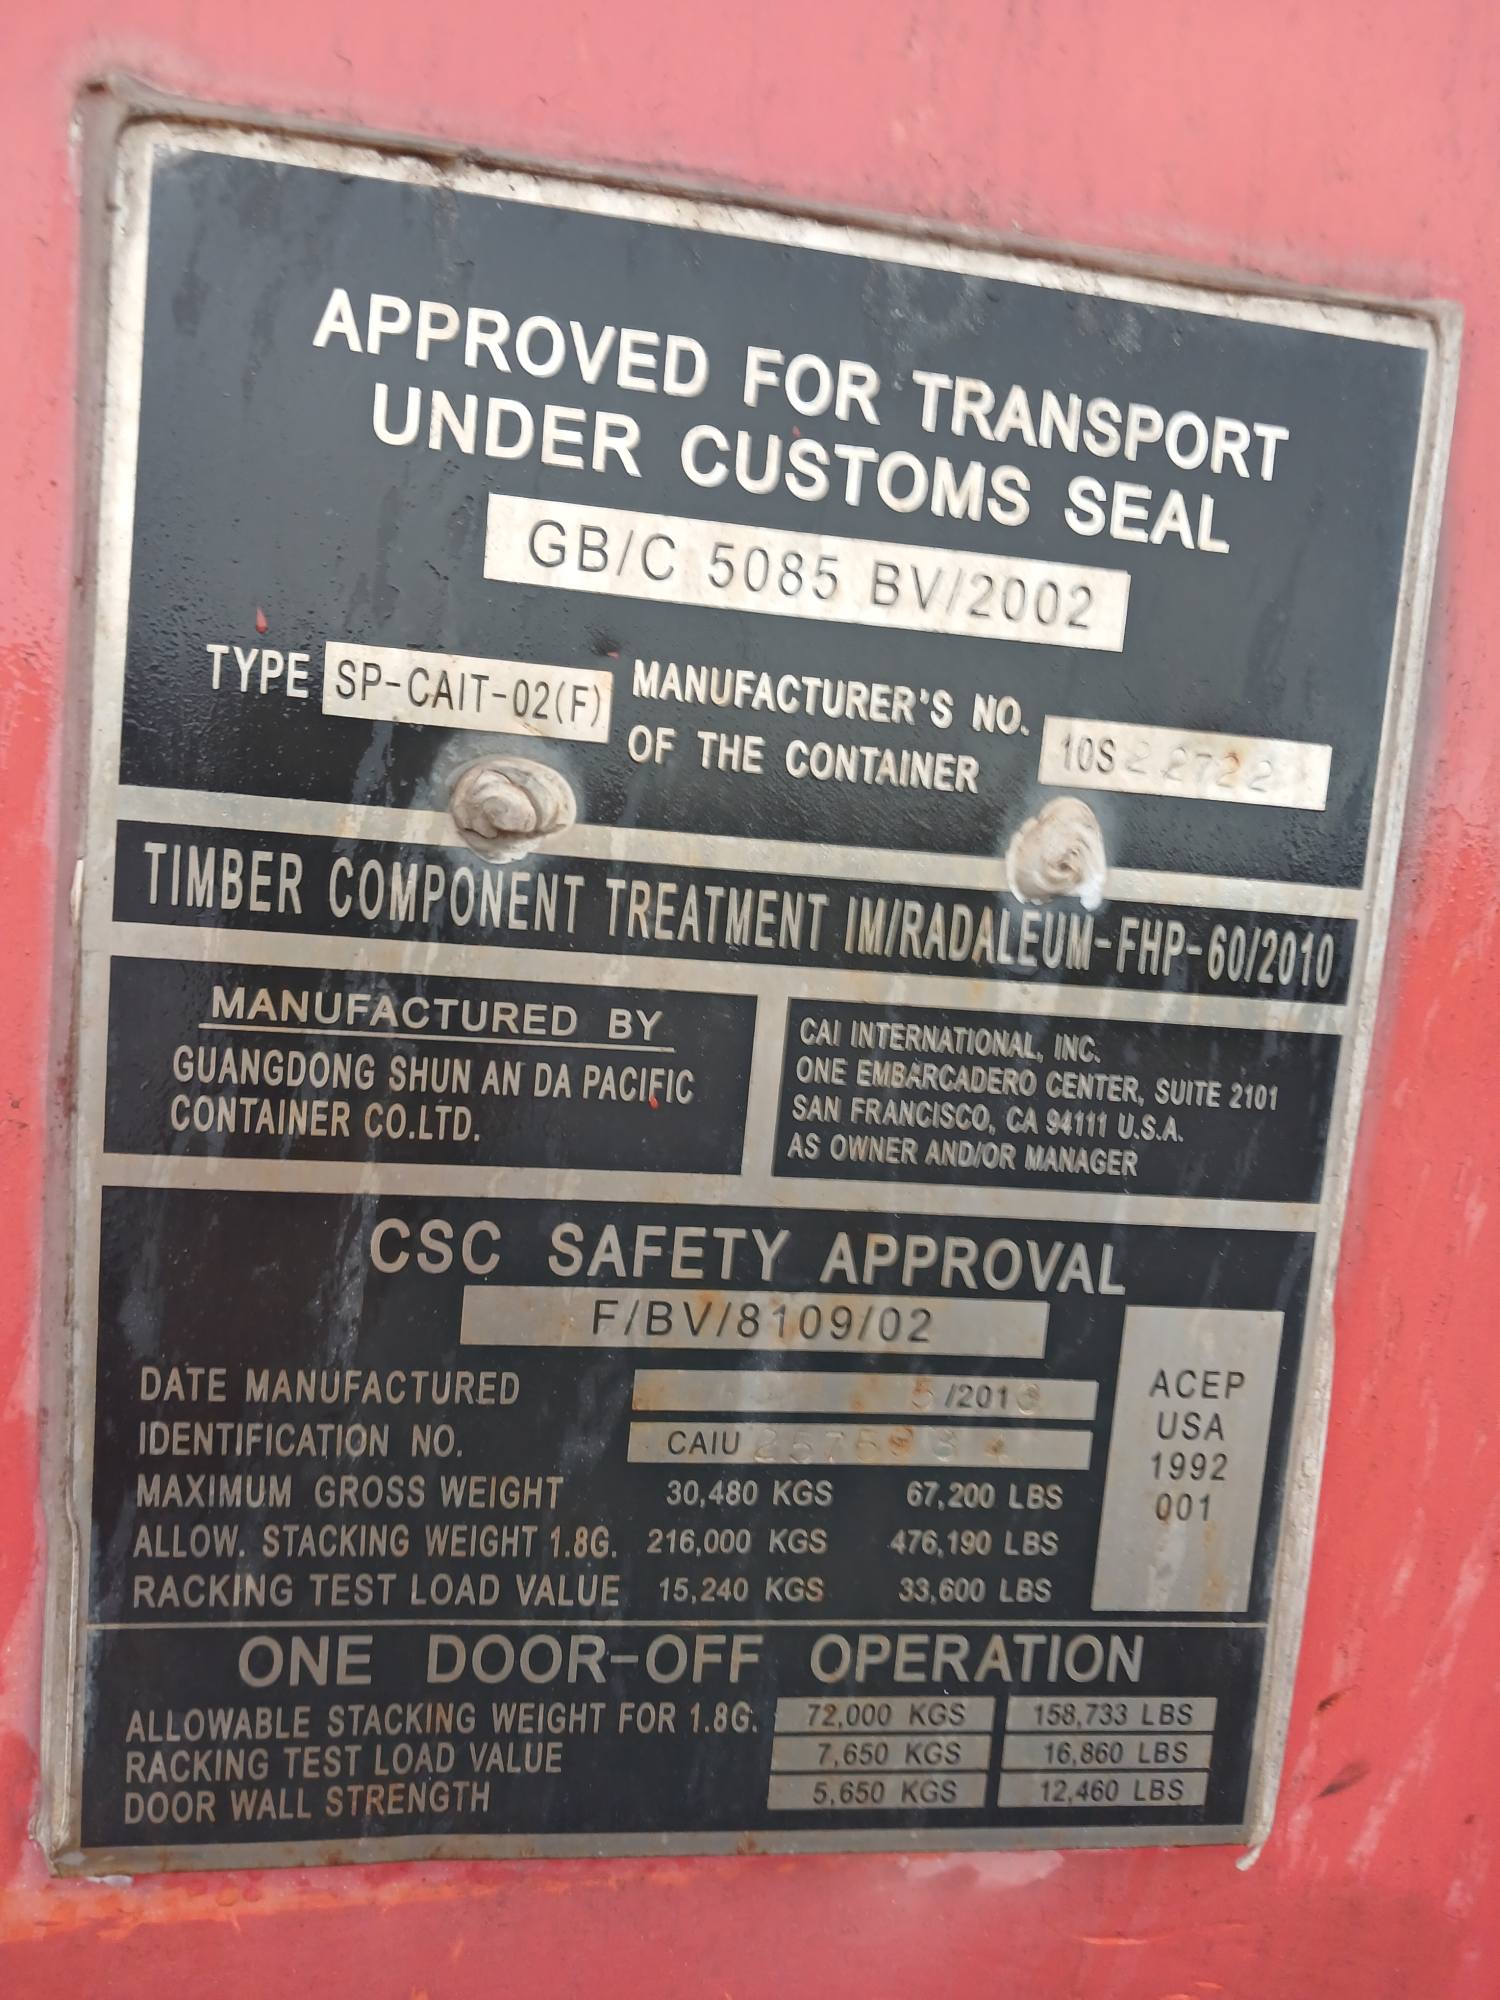 APPROVED FOR TRANSPORT
UNDER CUSTOMS SEAL
GB/C 5085 BV/2002
TYPE SP-CAIT-02(F) MANUFACTURER'S NO.
OF THE CONTAINER 10S22722
TIMBER COMPONENT TREATMENT IM/RADALEUM-FHP-60/2010
MANUFACTURED BY
GUANGDONG SHUN AN DA PACIFIC
CONTAINER CO.LTD.
CAI INTERNATIONAL, INC.
ONE EMBARCADERO CENTER, SUITE 2101
SAN FRANCISCO, CA 94111 U.S.A.
AS OWNER AND/OR MANAGER
CSC SAFETY APPROVAL
F/BV/8109/02
DATE MANUFACTURED
IDENTIFICATION NO. CAIU
MAXIMUM GROSS WEIGHT 30,480 KGS 67,200 LBS
ALLOW. STACKING WEIGHT 1.8G. 216,000 KGS 476,190 LBS
RACKING TEST LOAD VALUE 15,240 KGS 33,600 LBS
ACEP
USA
1992
001
ONE DOOR-OFF OPERATION
ALLOWABLE STACKING WEIGHT FOR 1.8G. 72,000 KGS 158,733 LBS
RACKING TEST LOAD VALUE 7,650 KGS 16,860 LBS
DOOR WALL STRENGTH 5,650 KGS 12,460 LBS